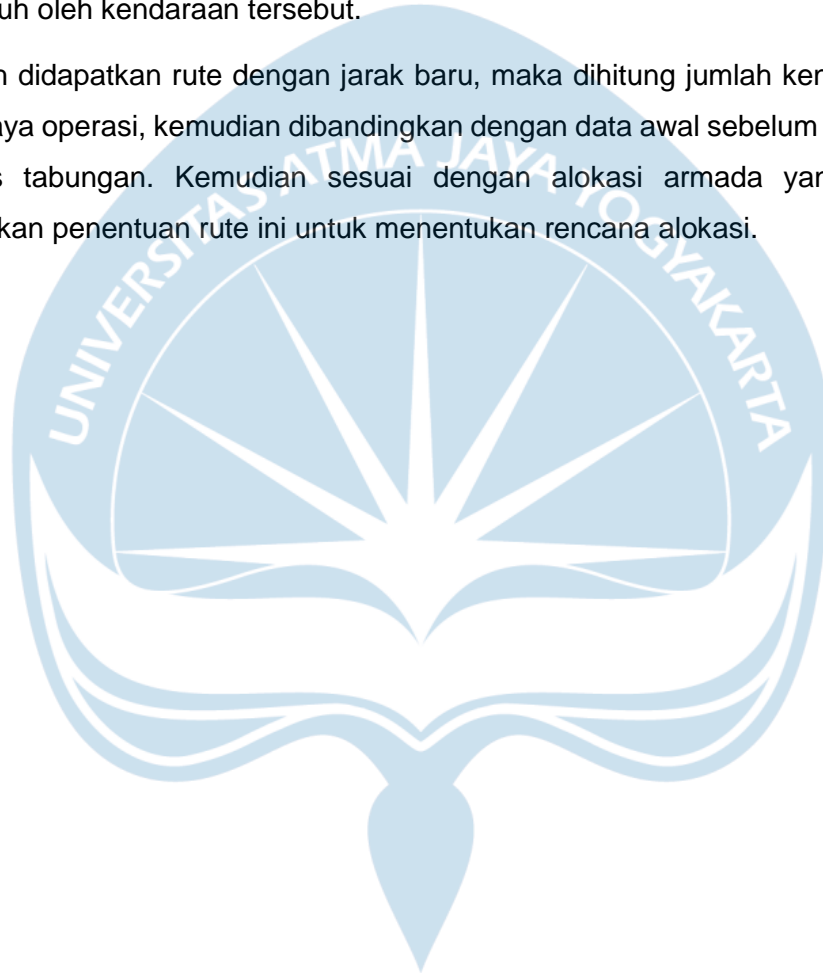 uh oleh kendaraan tersebut.
n didapatkan rute dengan jarak baru, maka dihitung jumlah ker
aya operasi, kemudian dibandingkan dengan data awal sebelum
s tabungan. Kemudian sesuai dengan alokasi armada yan
kan penentuan rute ini untuk menentukan rencana alokasi.
UNIVERSITAS ATMA JAYA YOGYAKARTA